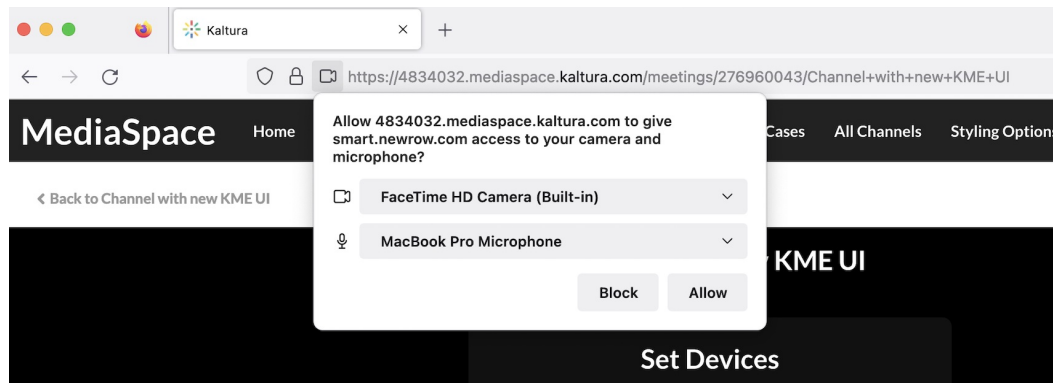 Kaltura
https://4834032.mediaspace.kaltura.com/meetings/276960043/Channel+with+new+KME+UI
MediaSpace Home Cases All Channels Styling Options
Allow 4834032.mediaspace.kaltura.com to give
smart.newrow.com access to your camera and
microphone?
Back to Channel with new KME UI
FaceTime HD Camera (Built-in)
MacBook Pro Microphone
KME UI
Block Allow
Set Devices